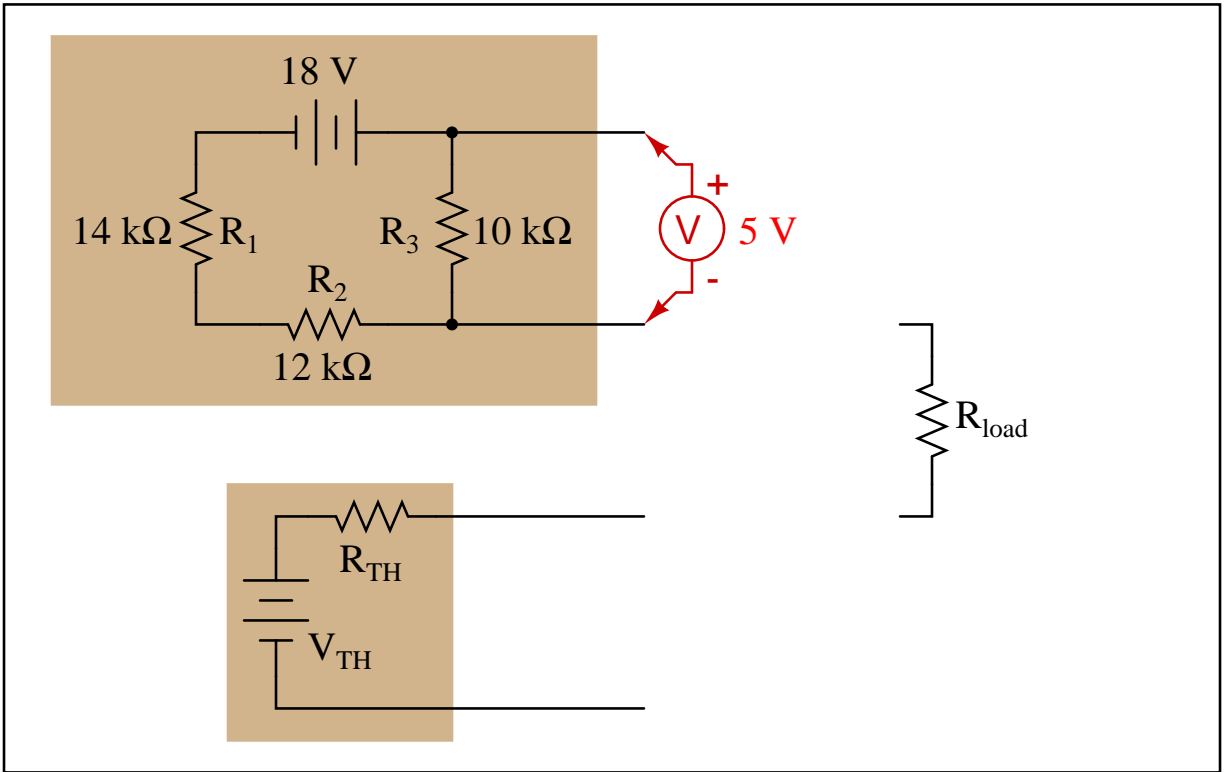 18 V
14 kΩ R1
R3 10 kΩ
R2
12 kΩ
+
V 5 V
-
Rload
RTH
VTH